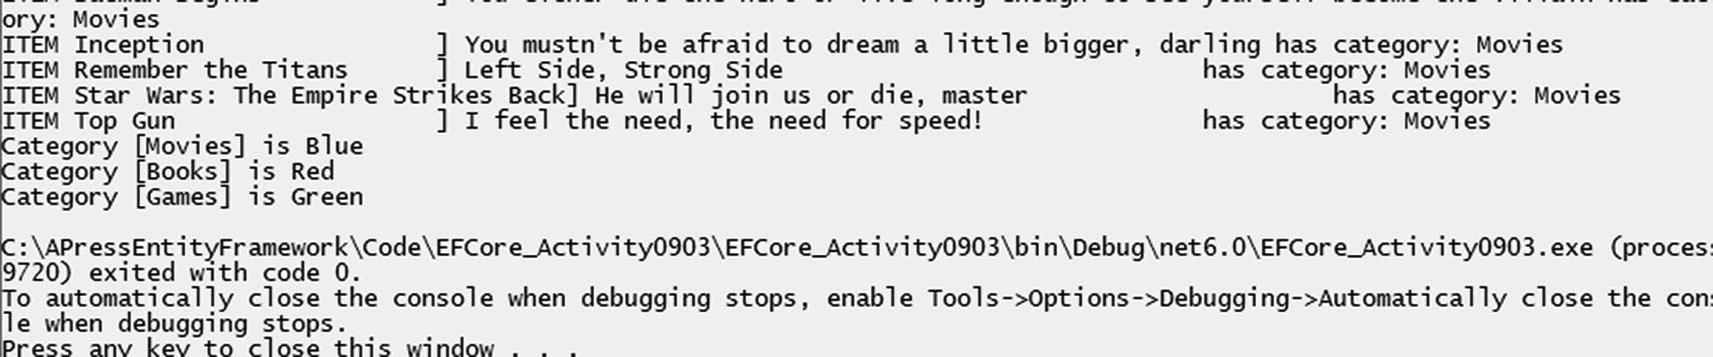 ory: Movies
ITEM Inception                ] You mustn't be afraid to dream a little bigger, darling has category: Movies
ITEM Remember the Titans      ] Left Side, Strong Side                             has category: Movies
ITEM Star Wars: The Empire Strikes Back] He will join us or die, master                     has category: Movies
ITEM Top Gun                  ] I feel the need, the need for speed!               has category: Movies
Category [Movies] is Blue
Category [Books] is Red
Category [Games] is Green
C:\APressEntityFramework\Code\EFCore_Activity0903\EFCore_Activity0903\bin\Debug\net6.0\EFCore_Activity0903.exe (process
9720) exited with code 0.
To automatically close the console when debugging stops, enable Tools->Options->Debugging->Automatically close the cons
le when debugging stops.
Press any key to close this window . . .